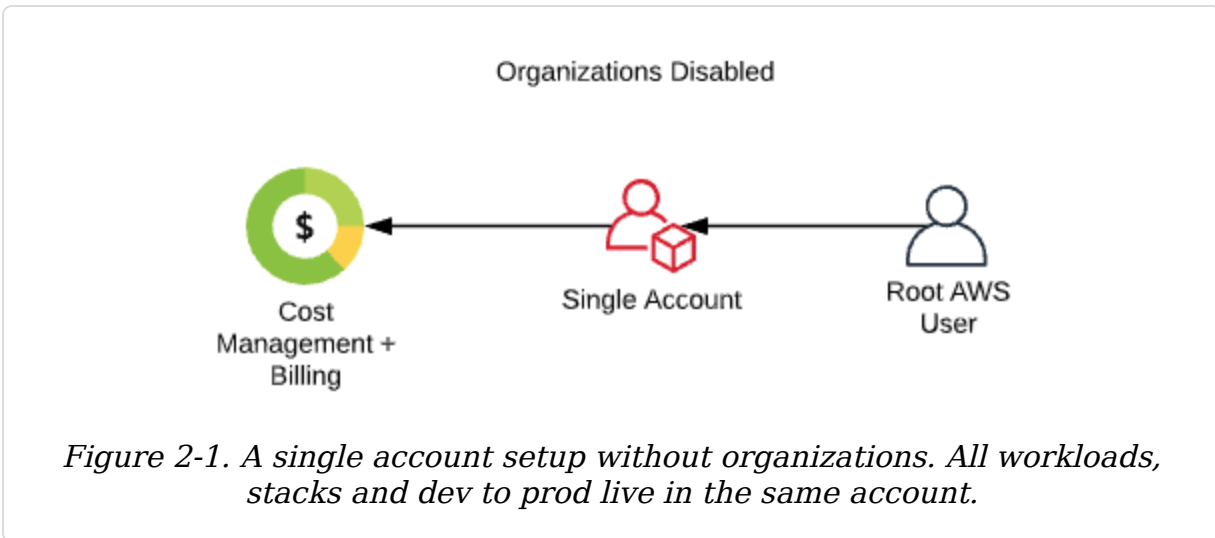 Organizations Disabled
$
Cost
Management +
Billing
Single Account
Root AWS
User
Figure 2-1. A single account setup without organizations. All workloads,
stacks and dev to prod live in the same account.